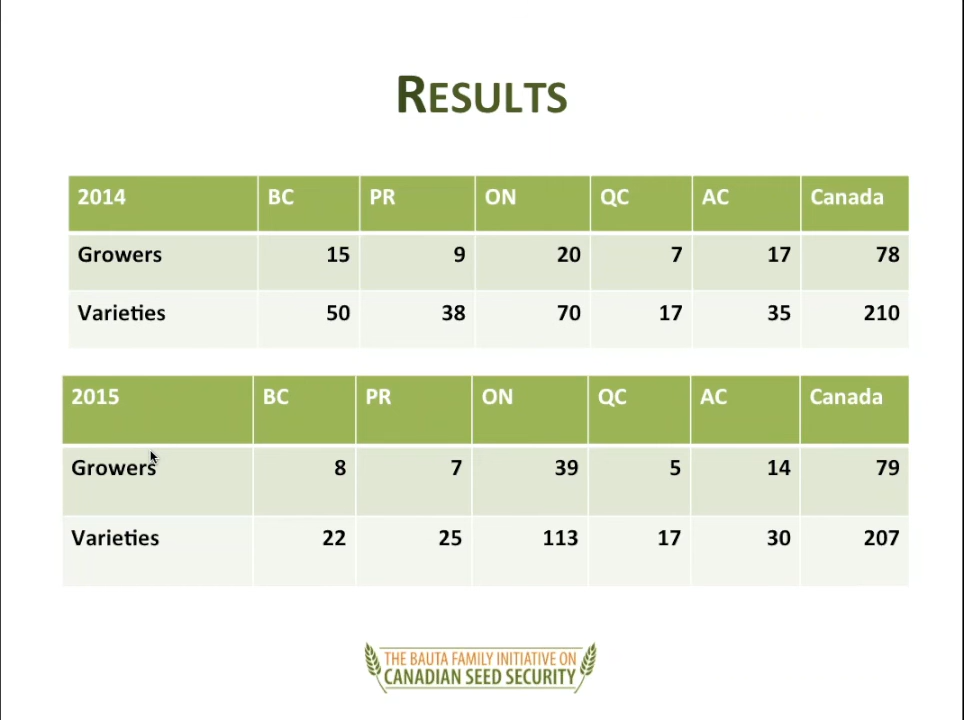 RESULTS
2014 BC PR ON QC AC Canada
Growers 15 9 20 7 17 78
Varieties 50 38 70 17 35 210
2015 BC PR ON QC AC Canada
Growers 8 7 39 5 14 79
Varieties 22 25 113 17 30 207
THE BAUTA FAMILY INITIATIVE ON
CANADIAN SEED SECURITY